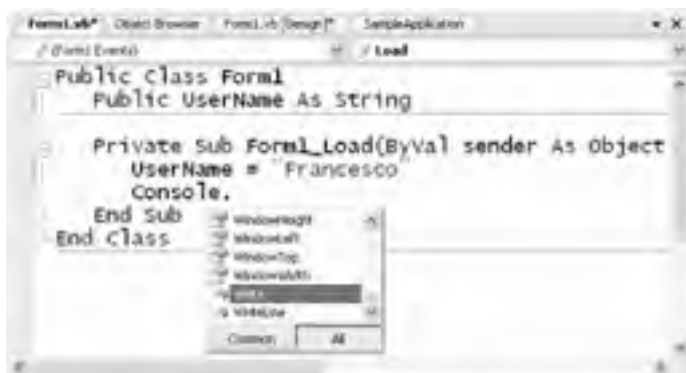 Form1.vb* Object Browser Form1.vb [Design]* SampleApplication
(Form1 Events) Load
Public Class Form1
Public UserName As String
Private Sub Form1_Load(ByVal sender As Object
UserName = "Francesco"
Console.
End Sub
End Class
WindowHeight
WindowLeft
WindowTop
WindowWidth
Write
WriteLine
Common All